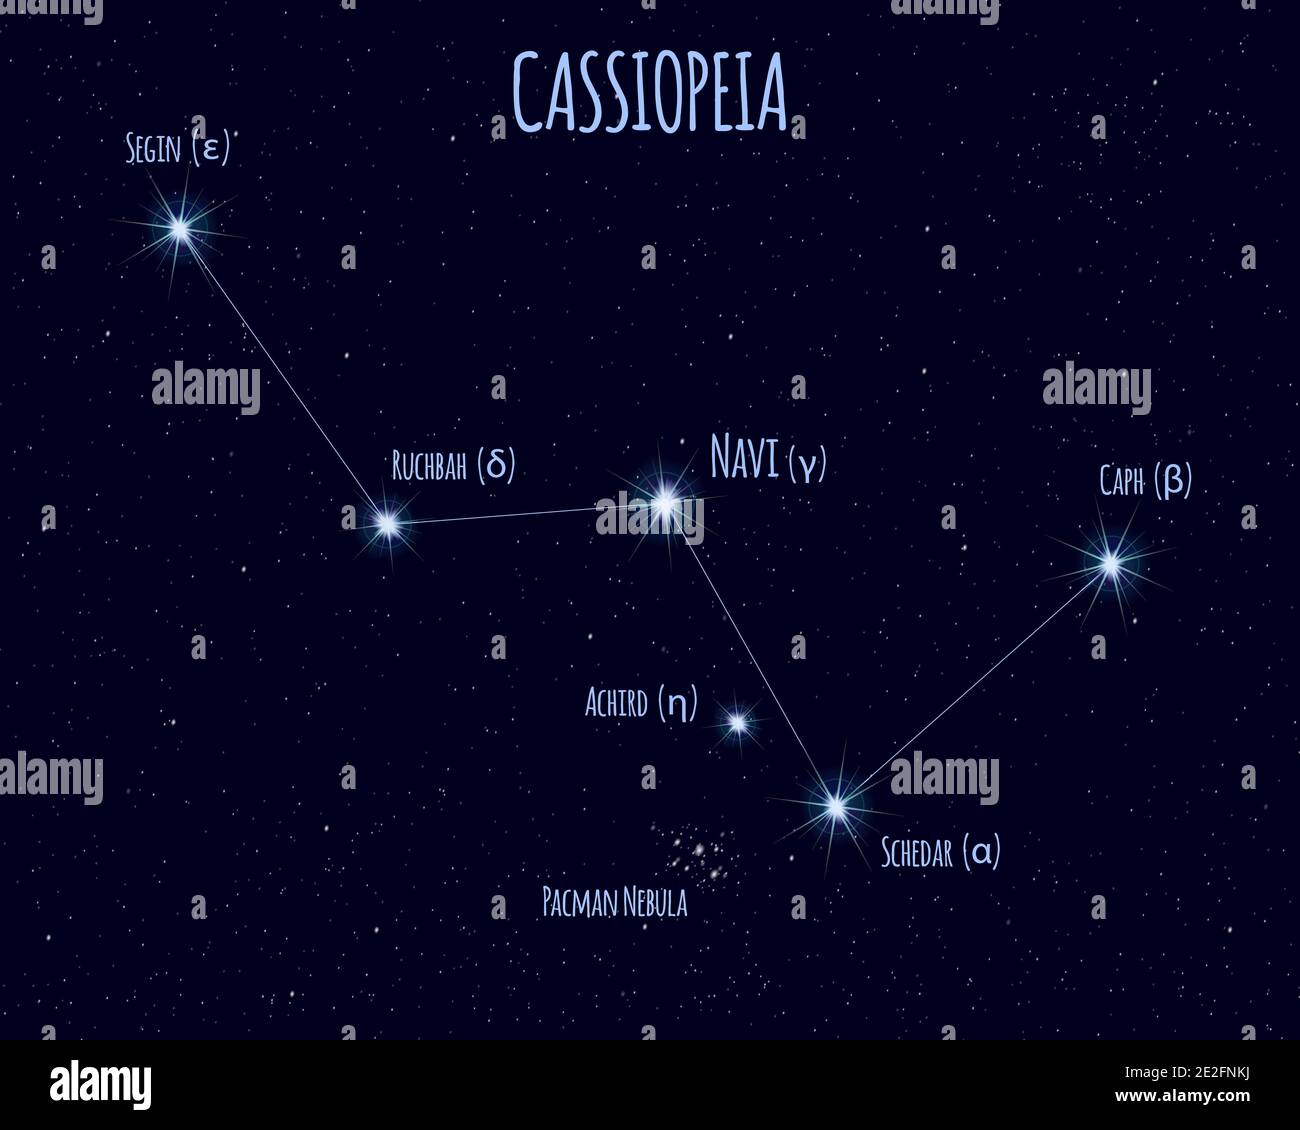 CASSIOPEIA
SEGIN (ε)
RUCHBAH (δ)
NAVI (γ)
CAPH (β)
ACHIRD (η)
SCHEDAR (α)
PACMAN NEBULA
alamy
alamy
alamy
alamy
alamy
a alamy
Image ID: 2E2FNKJ
www.alamy.com